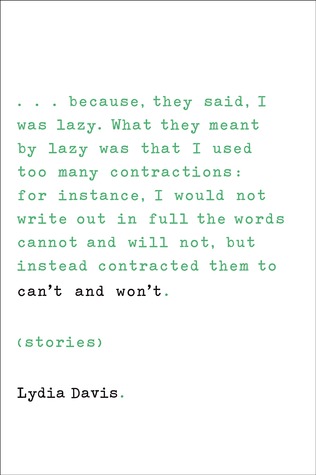 . . . because, they said, I
was lazy. What they meant
by lazy was that I used
too many contractions:
for instance, I would not
write out in full the words
cannot and will not, but
instead contracted them to
can't and won't.
(stories)
Lydia Davis.